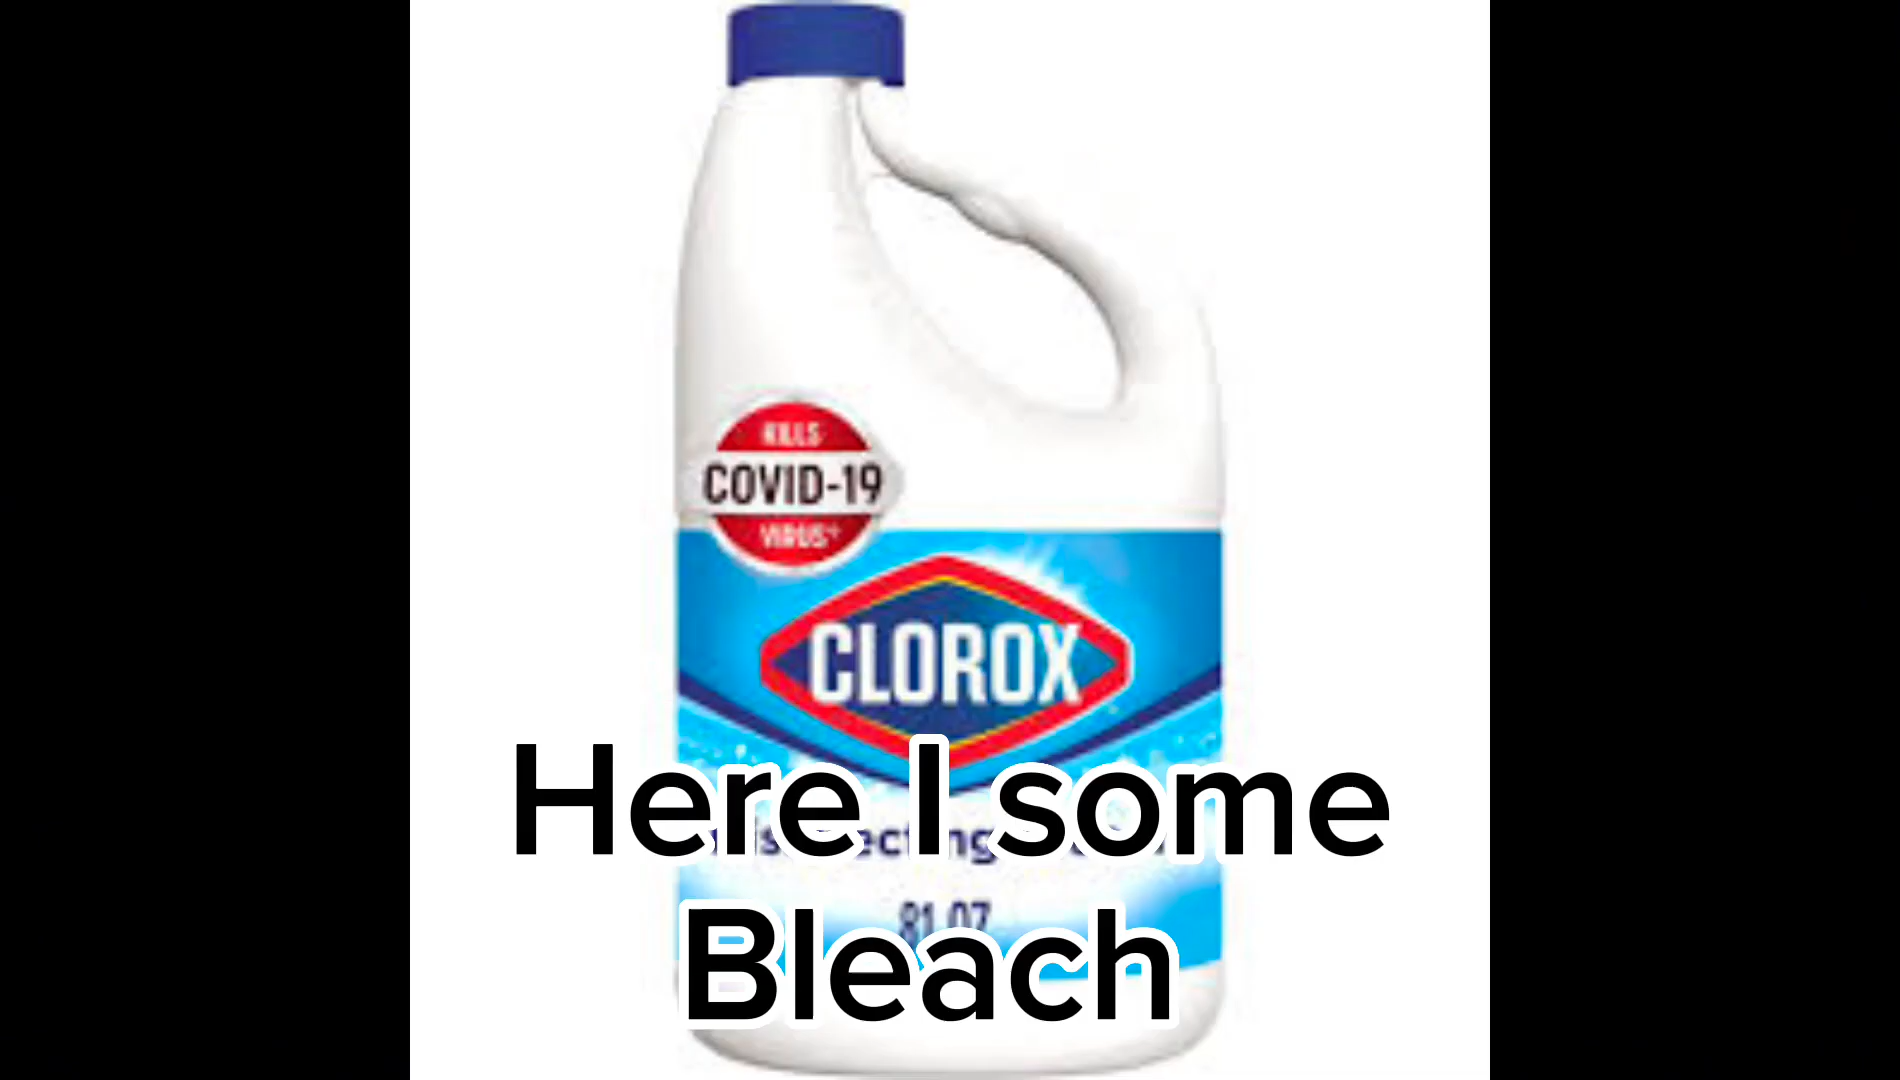 KILLS
COVID-19
VIRUS+
CLOROX
Here I some
Bleach